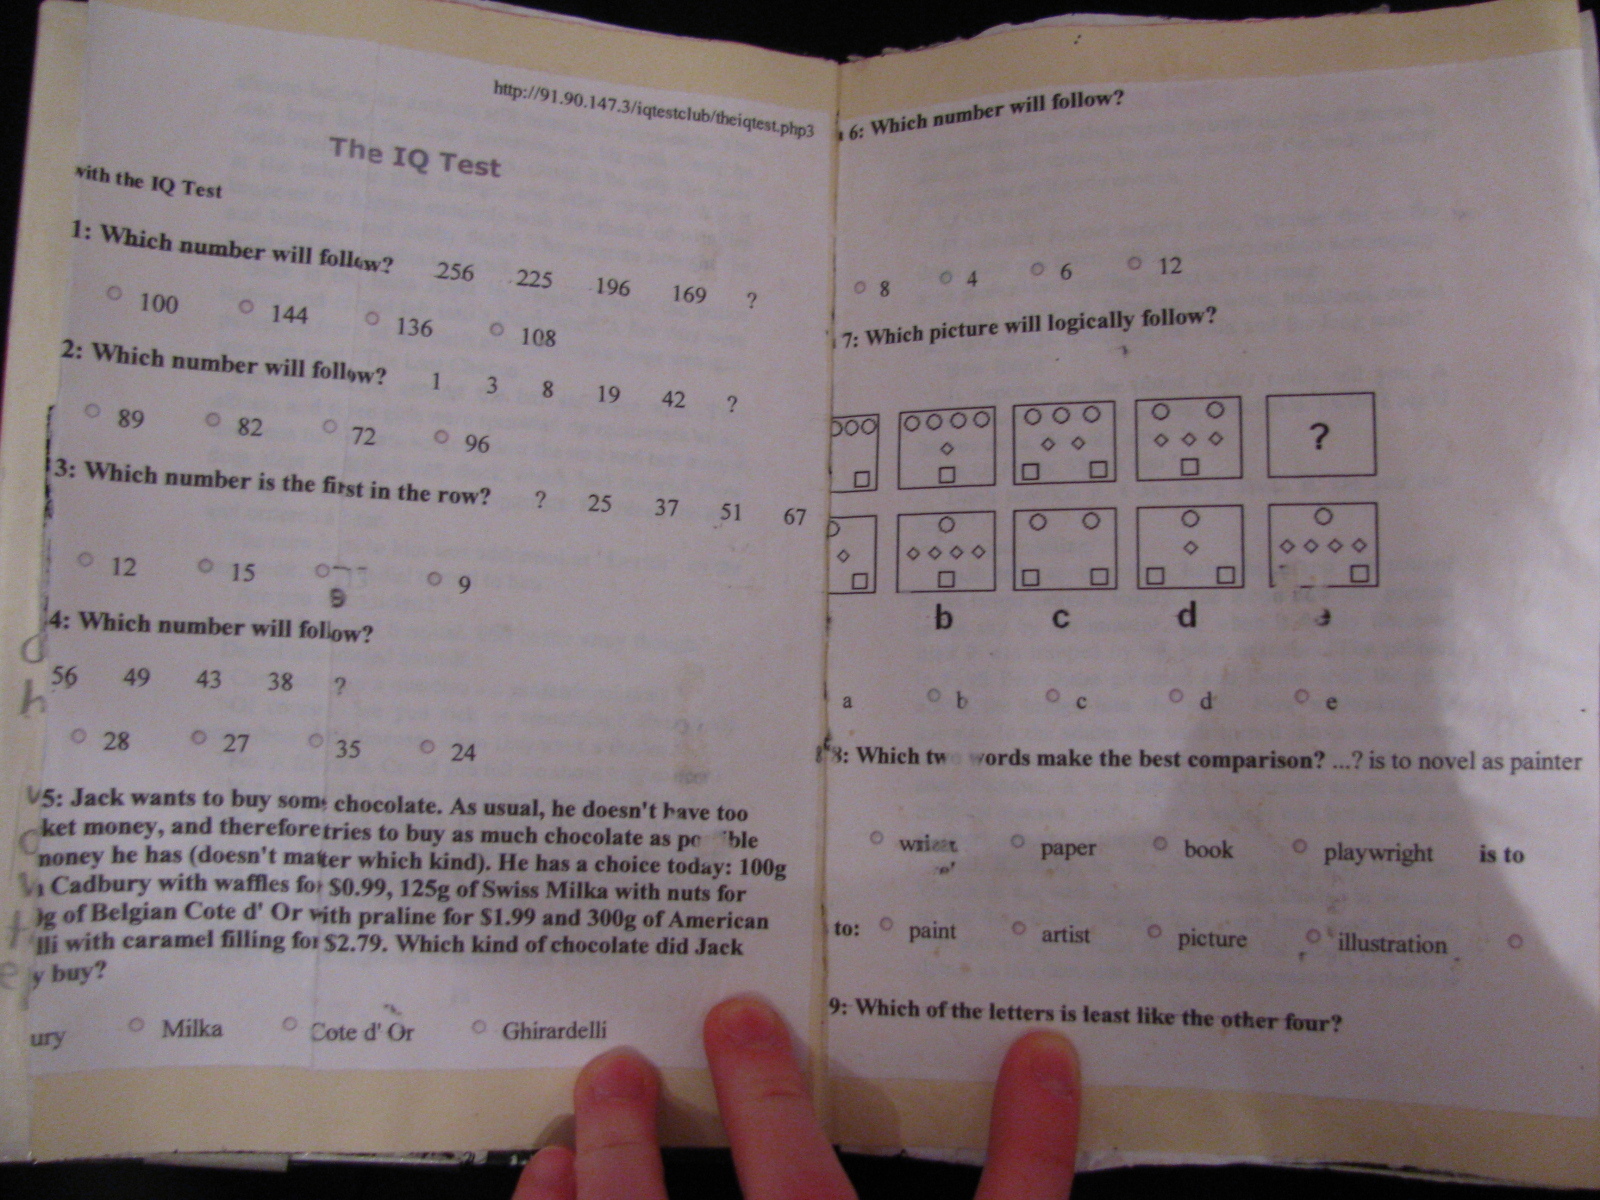 http://91.90.147.3/iqtestclub/theiqtest.php3
The IQ Test
with the IQ Test
1: Which number will follow? 256 225 196 169 ?
100 144 136 108
2: Which number will follow? 1 3 8 19 42 ?
89 82 72 96
3: Which number is the first in the row? ? 25 37 51 67
12 15 9
9
4: Which number will follow?
56 49 43 38 ?
28 27 35 24
5: Jack wants to buy some chocolate. As usual, he doesn't have too
ket money, and therefore tries to buy as much chocolate as
money he has (doesn't matter which kind). He has a choice today: 100g
Cadbury with waffles for $0.99, 125g of Swiss Milka with nuts for
g of Belgian Cote d' Or with praline for $1.99 and 300g of American
lli with caramel filling for $2.79. Which kind of chocolate did Jack
y buy?
ury Milka Cote d' Or Ghirardelli
6: Which number will follow?
8 4 6 12
7: Which picture will logically follow?
?
b c d e
a b c d e
8: Which words make the best comparison? ...? is to novel as painter
paper book playwright is to
to: paint artist picture illustration
9: Which of the letters is least like the other four?